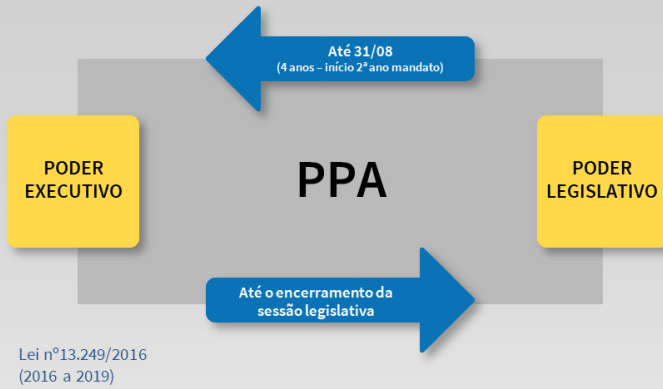 Até 31/08
(4 anos – início 2ª ano mandato)
PODER
EXECUTIVO
PPA
PODER
LEGISLATIVO
Até o encerramento da
sessão legislativa
Lei nº13.249/2016
(2016 a 2019)